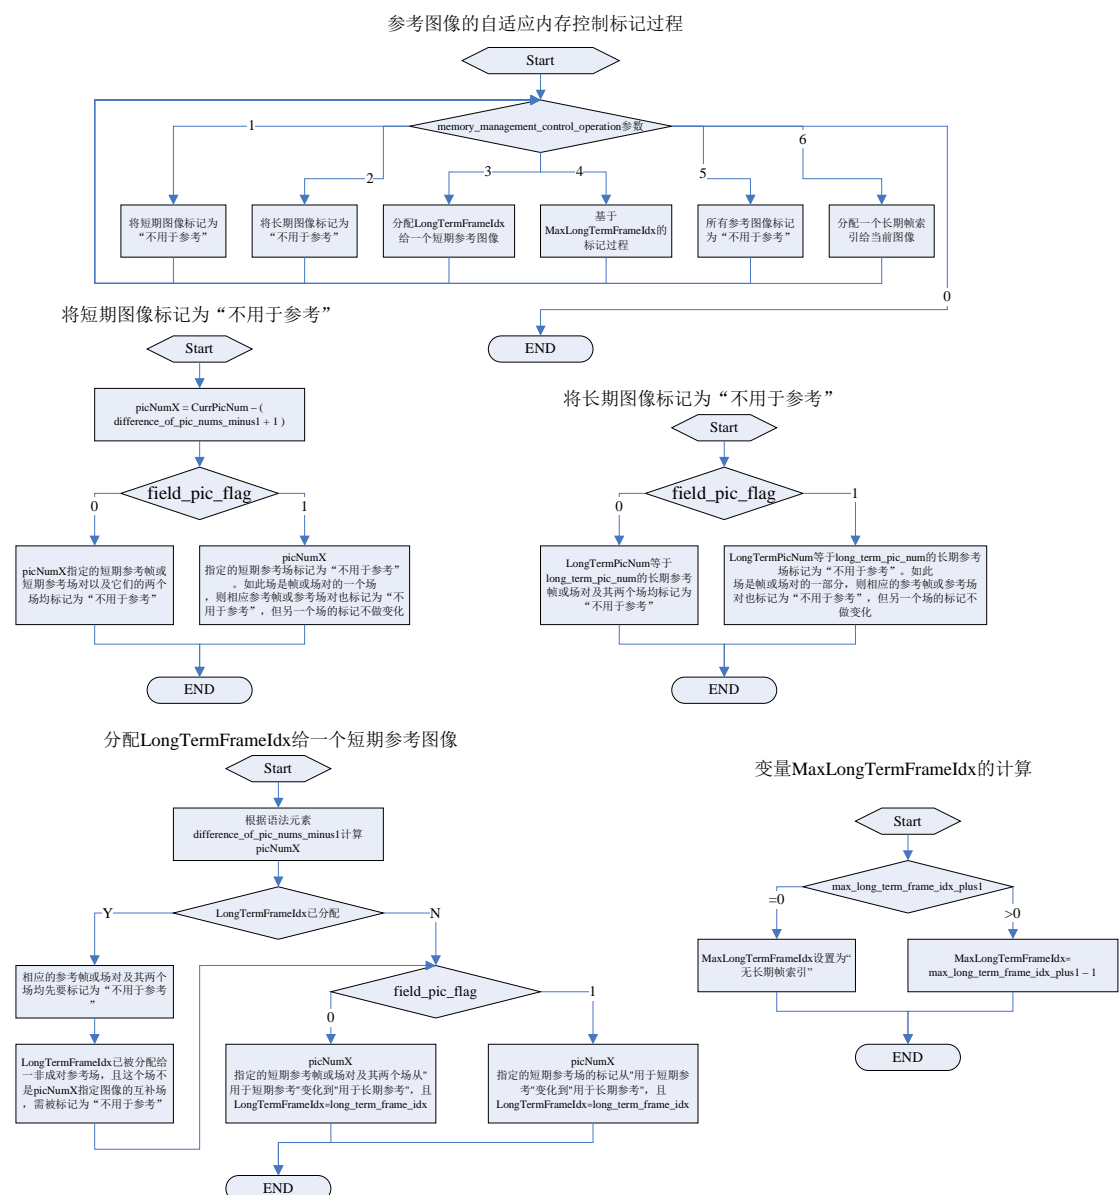 参考图像的自适应内存控制标记过程
Start
memory_management_control_operation参数
1
2
3
4
5
6
0
将短期图像标记为
“不用于参考”
将长期图像标记为
“不用于参考”
分配LongTermFrameIdx
给一个短期参考图像
基于
MaxLongTermFrameIdx的
标记过程
所有参考图像标记
为“不用于参考”
分配一个长期帧索
引给当前图像
END
将短期图像标记为“不用于参考”
Start
picNumX = CurrPicNum – (
difference_of_pic_nums_minus1 + 1 )
field_pic_flag
0
1
picNumX指定的短期参考帧或
短期参考场对以及它们的两个
场均标记为“不用于参考”
picNumX
指定的短期参考场标记为“不用于参考”
。如此场是帧或场对的一个场
，则相应参考帧或参考场对也标记为“不
用于参考”，但另一个场的标记不做变化
END
将长期图像标记为“不用于参考”
Start
field_pic_flag
0
1
LongTermPicNum等于
long_term_pic_num的长期参考
帧或场对及其两个场均标记为
“不用于参考”
LongTermPicNum等于long_term_pic_num的长期参考
场标记为“不用于参考”。如此
场是帧或场对的一部分，则相应的参考帧或参考场
对也标记为“不用于参考”，但另一个场的标记不
做变化
END
分配LongTermFrameIdx给一个短期参考图像
Start
根据语法元素
difference_of_pic_nums_minus1计算
picNumX
LongTermFrameIdx已分配
Y
N
相应的参考帧或场对及其两个
场均先要标记为“不用于参考
”
LongTermFrameIdx已被分配给
一非成对参考场，且这个场不
是picNumX指定图像的互补场
，需被标记为“不用于参考”
field_pic_flag
0
1
picNumX
指定的短期参考帧或场对及其两个场从"
用于短期参考"变化到"用于长期参考"，且
LongTermFrameIdx=long_term_frame_idx
picNumX
指定的短期参考场的标记从"用于短期参
考"变化到"用于长期参考"，且
LongTermFrameIdx=long_term_frame_idx
END
变量MaxLongTermFrameIdx的计算
Start
max_long_term_frame_idx_plus1
=0
>0
MaxLongTermFrameIdx设置为“
无长期帧索引”
MaxLongTermFrameIdx=
max_long_term_frame_idx_plus1 – 1
END